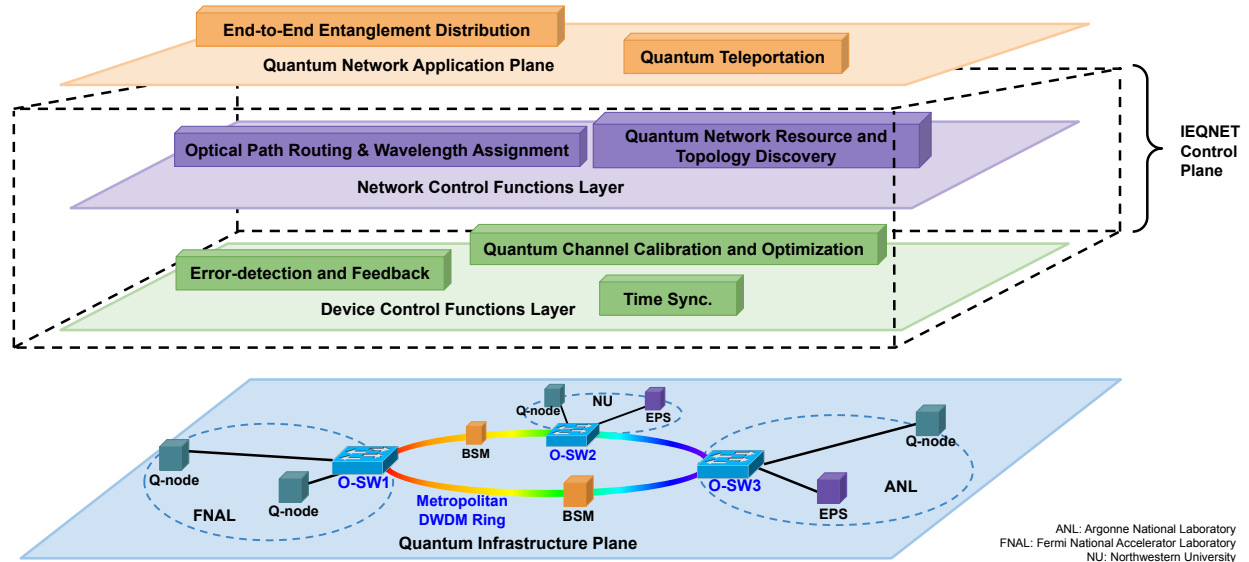 End-to-End Entanglement Distribution
Quantum Teleportation
Quantum Network Application Plane
IEQNET
Control
Plane
Optical Path Routing & Wavelength Assignment
Quantum Network Resource and
Topology Discovery
Network Control Functions Layer
Quantum Channel Calibration and Optimization
Error-detection and Feedback
Time Sync.
Device Control Functions Layer
Q-node
NU
EPS
Q-node
BSM
O-SW2
Q-node
O-SW1
O-SW3
Q-node
FNAL
Metropolitan
DWDM Ring
BSM
EPS
ANL
Quantum Infrastructure Plane
ANL: Argonne National Laboratory
FNAL: Fermi National Accelerator Laboratory
NU: Northwestern University